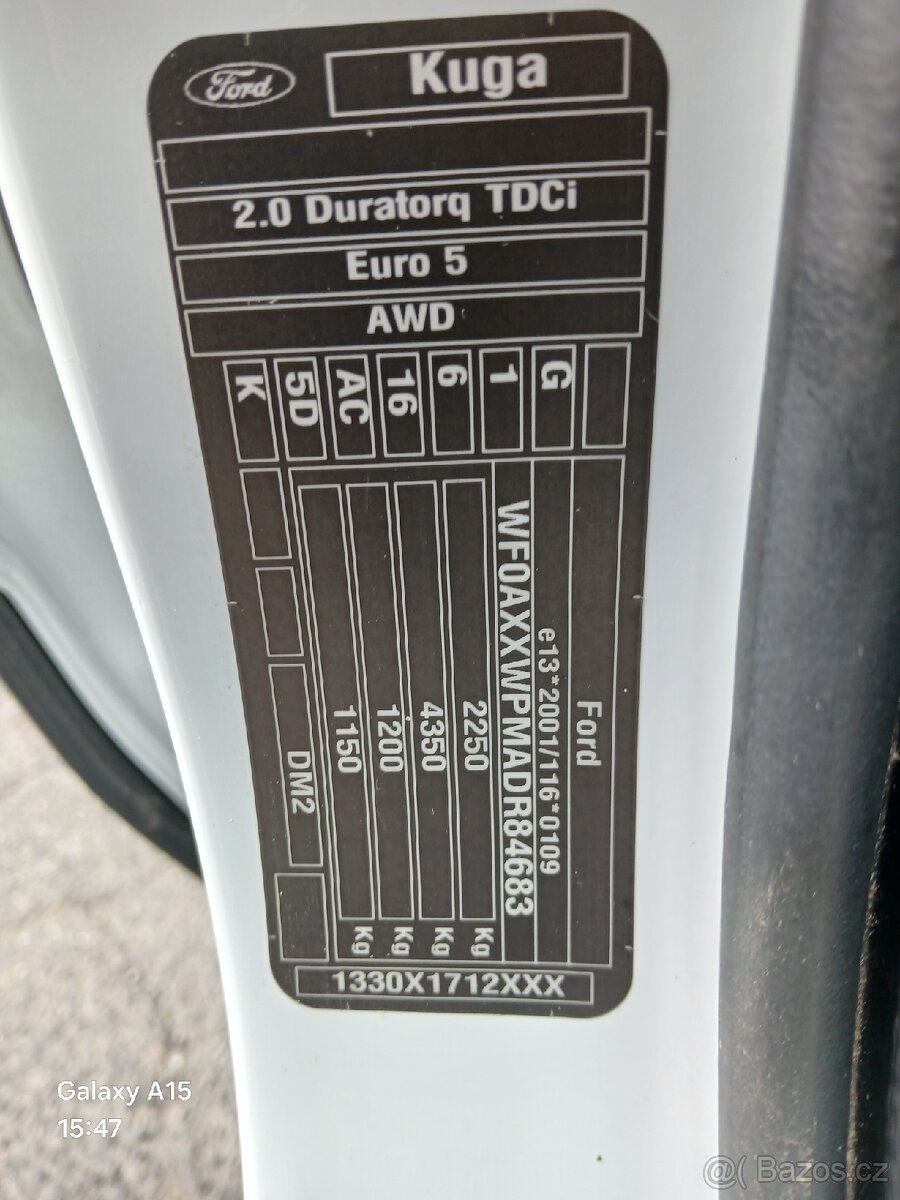 Ford
Kuga
2.0 Duratorq TDCi
Euro 5
AWD
K
5D
AC
16
6
1
G
Ford
e13*2001/116*0109
WF0AXXWPMADR84683
2250 Kg
4350 Kg
1200 Kg
1150 Kg
DM2
1330X1712XXX
Galaxy A15
15:47
@( Bazos.cz